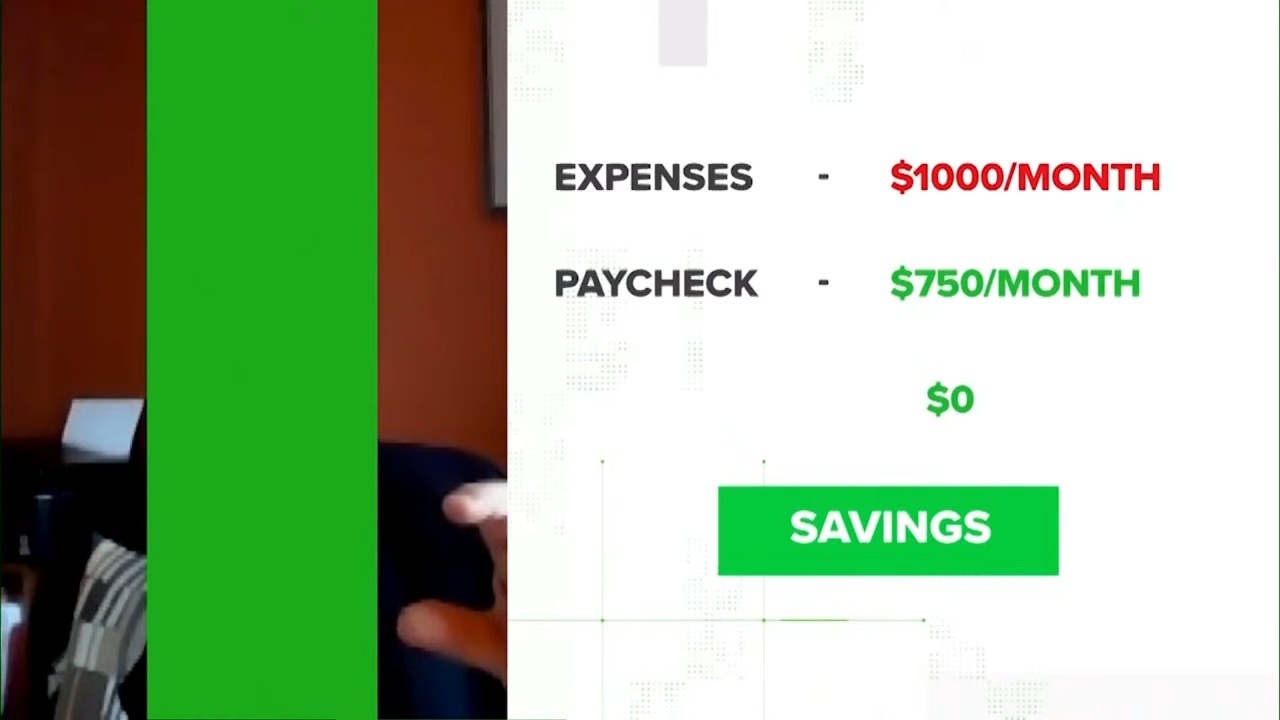 EXPENSES - $1000/MONTH
PAYCHECK - $750/MONTH
$0
SAVINGS